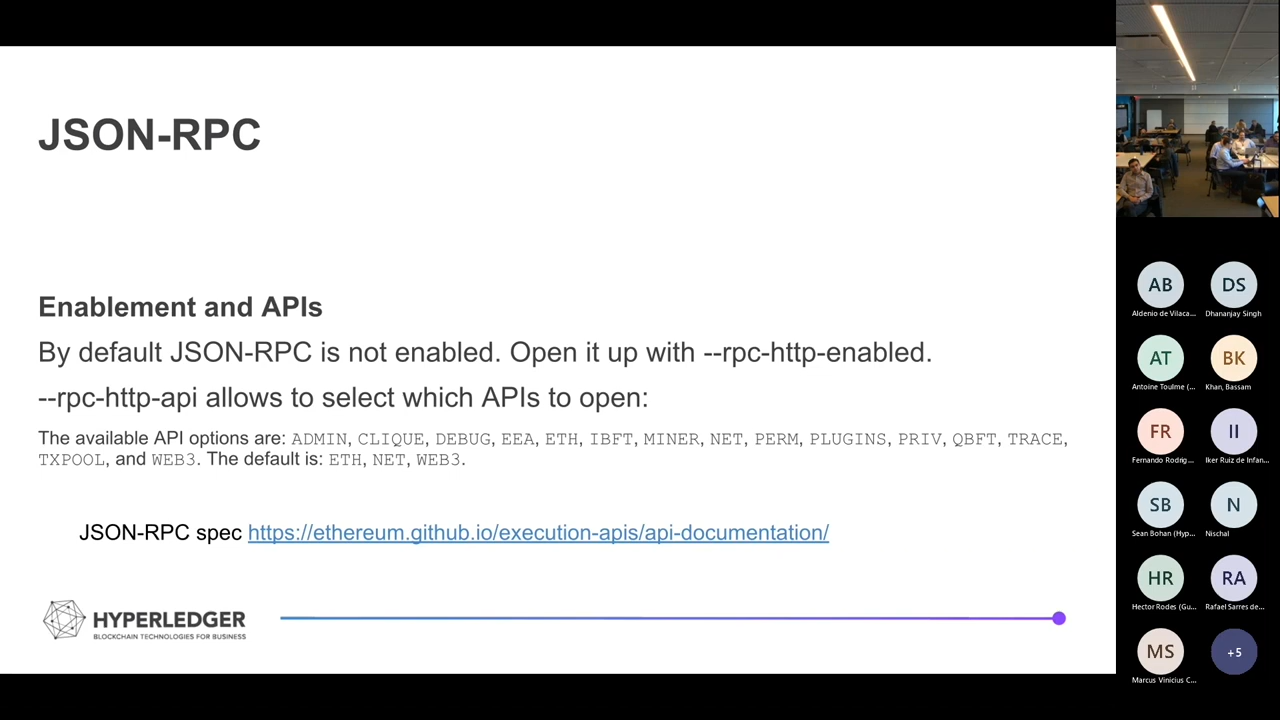 JSON-RPC
Enablement and APIs
By default JSON-RPC is not enabled. Open it up with --rpc-http-enabled.
--rpc-http-api allows to select which APIs to open:
The available API options are: ADMIN, CLIQUE, DEBUG, EEA, ETH, IBFT, MINER, NET, PERM, PLUGINS, PRIV, QBFT, TRACE,
TXPOOL, and WEB3. The default is: ETH, NET, WEB3.
JSON-RPC spec https://ethereum.github.io/execution-apis/api-documentation/
HYPERLEDGER
BLOCKCHAIN TECHNOLOGIES FOR BUSINESS
AB
DS
Aldenio de Vilaca...
Dhananjay Singh
AT
BK
Antoine Toulme (...
Khan, Bassam
FR
II
Fernando Rodrig...
Iker Ruiz de Infan...
SB
N
Sean Bohan (Hyp...
Nischal
HR
RA
Hector Rodes (Gu...
Rafael Sarres de...
MS
+5
Marcus Vinicius C...